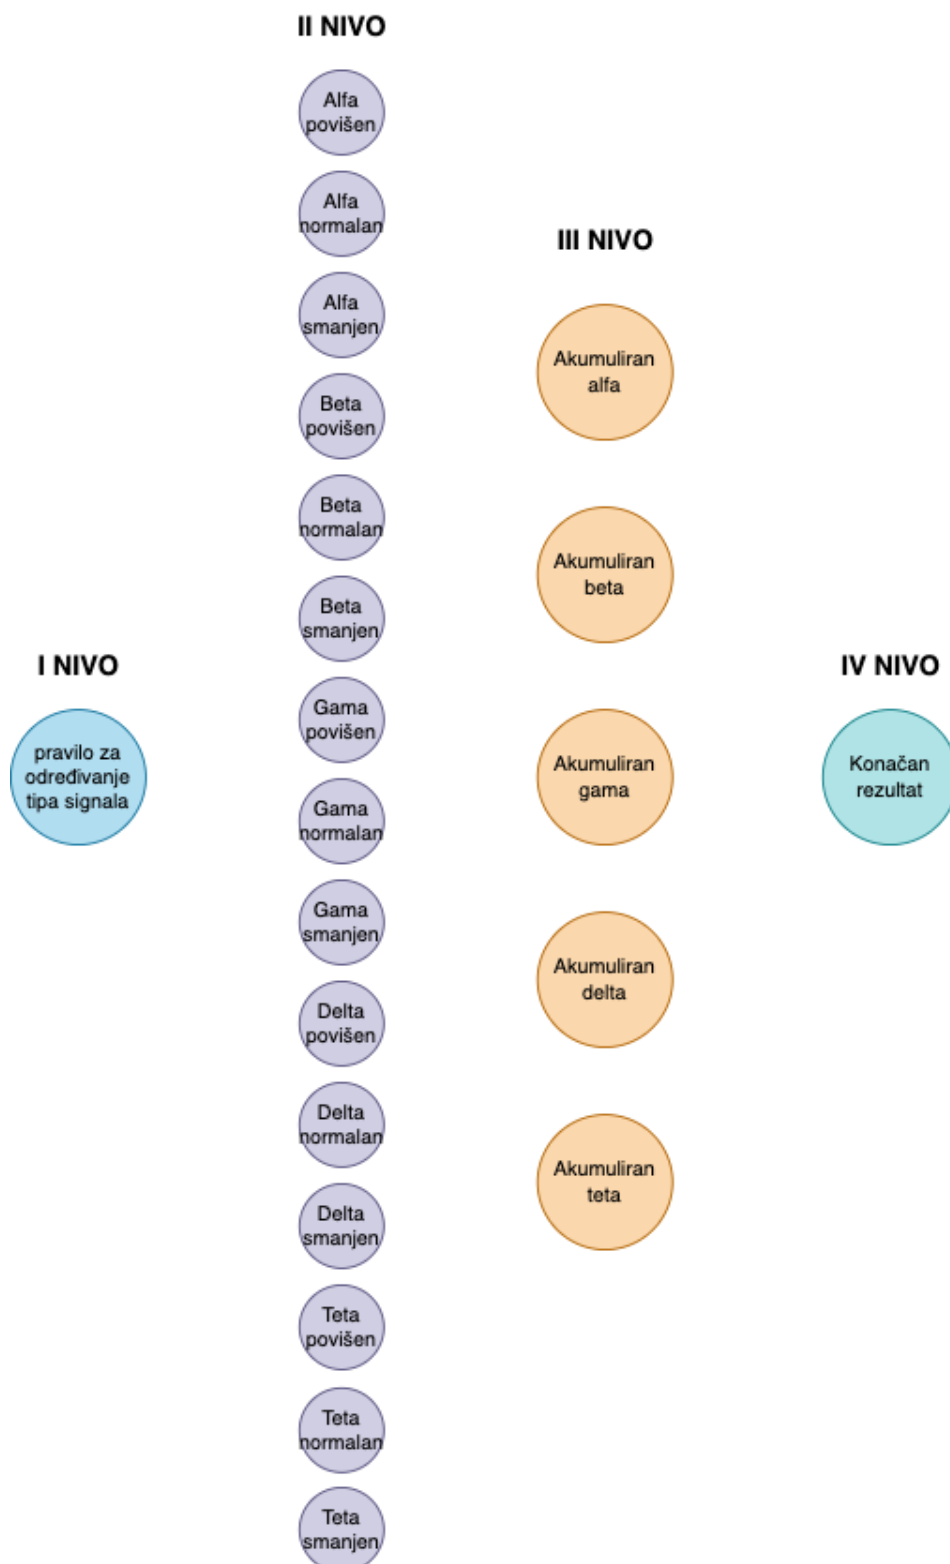 II NIVO
Alfa
povišen
Alfa
normalan
Alfa
smanjen
Beta
povišen
Beta
normalan
Beta
smanjen
Gama
povišen
Gama
normalan
Gama
smanjen
Delta
povišen
Delta
normalan
Delta
smanjen
Teta
povišen
Teta
normalan
Teta
smanjen
III NIVO
Akumuliran
alfa
Akumuliran
beta
Akumuliran
gama
Akumuliran
delta
Akumuliran
teta
I NIVO
pravilo za
određivanje
tipa signala
IV NIVO
Konačan
rezultat